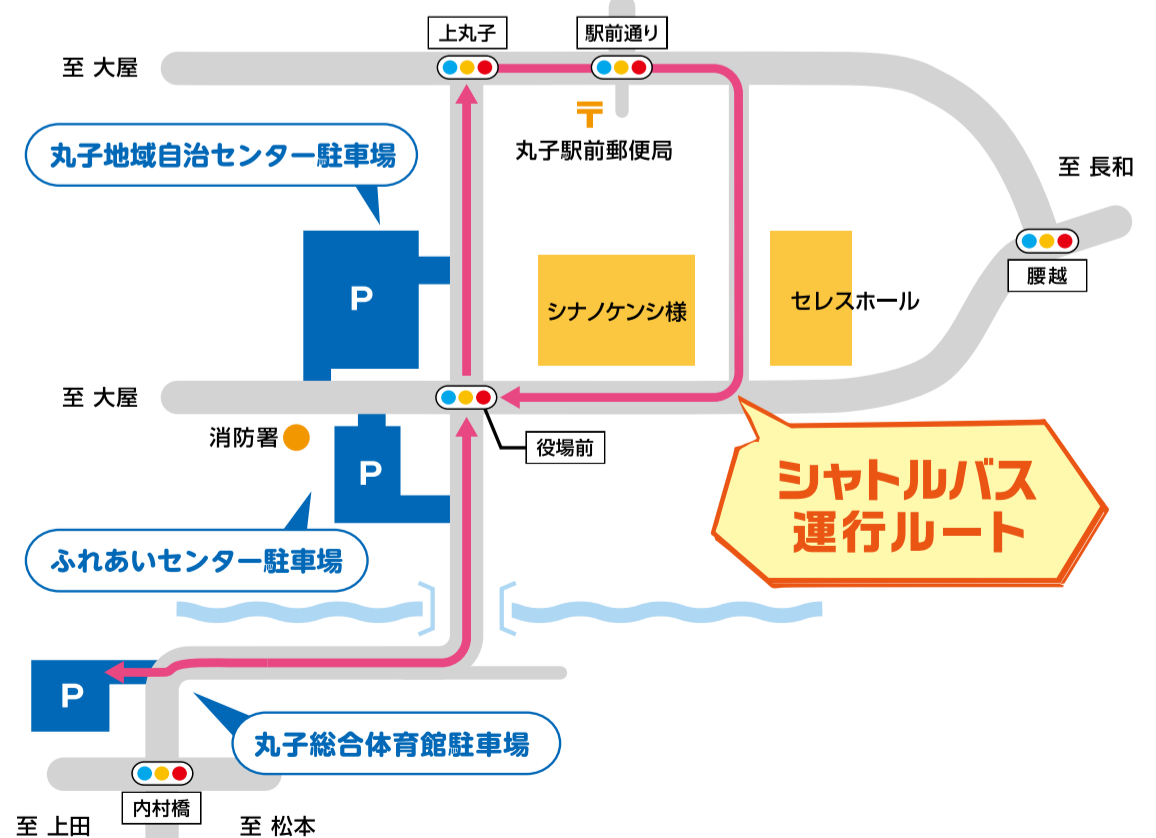 上丸子
駅前通り
至 大屋
丸子駅前郵便局
丸子地域自治センター駐車場
至 長和
腰越
P
シナノケンシ様
セレスホール
至 大屋
消防署
役場前
P
シャトルバス
運行ルート
ふれあいセンター駐車場
P
丸子総合体育館駐車場
内村橋
至 上田
至 松本